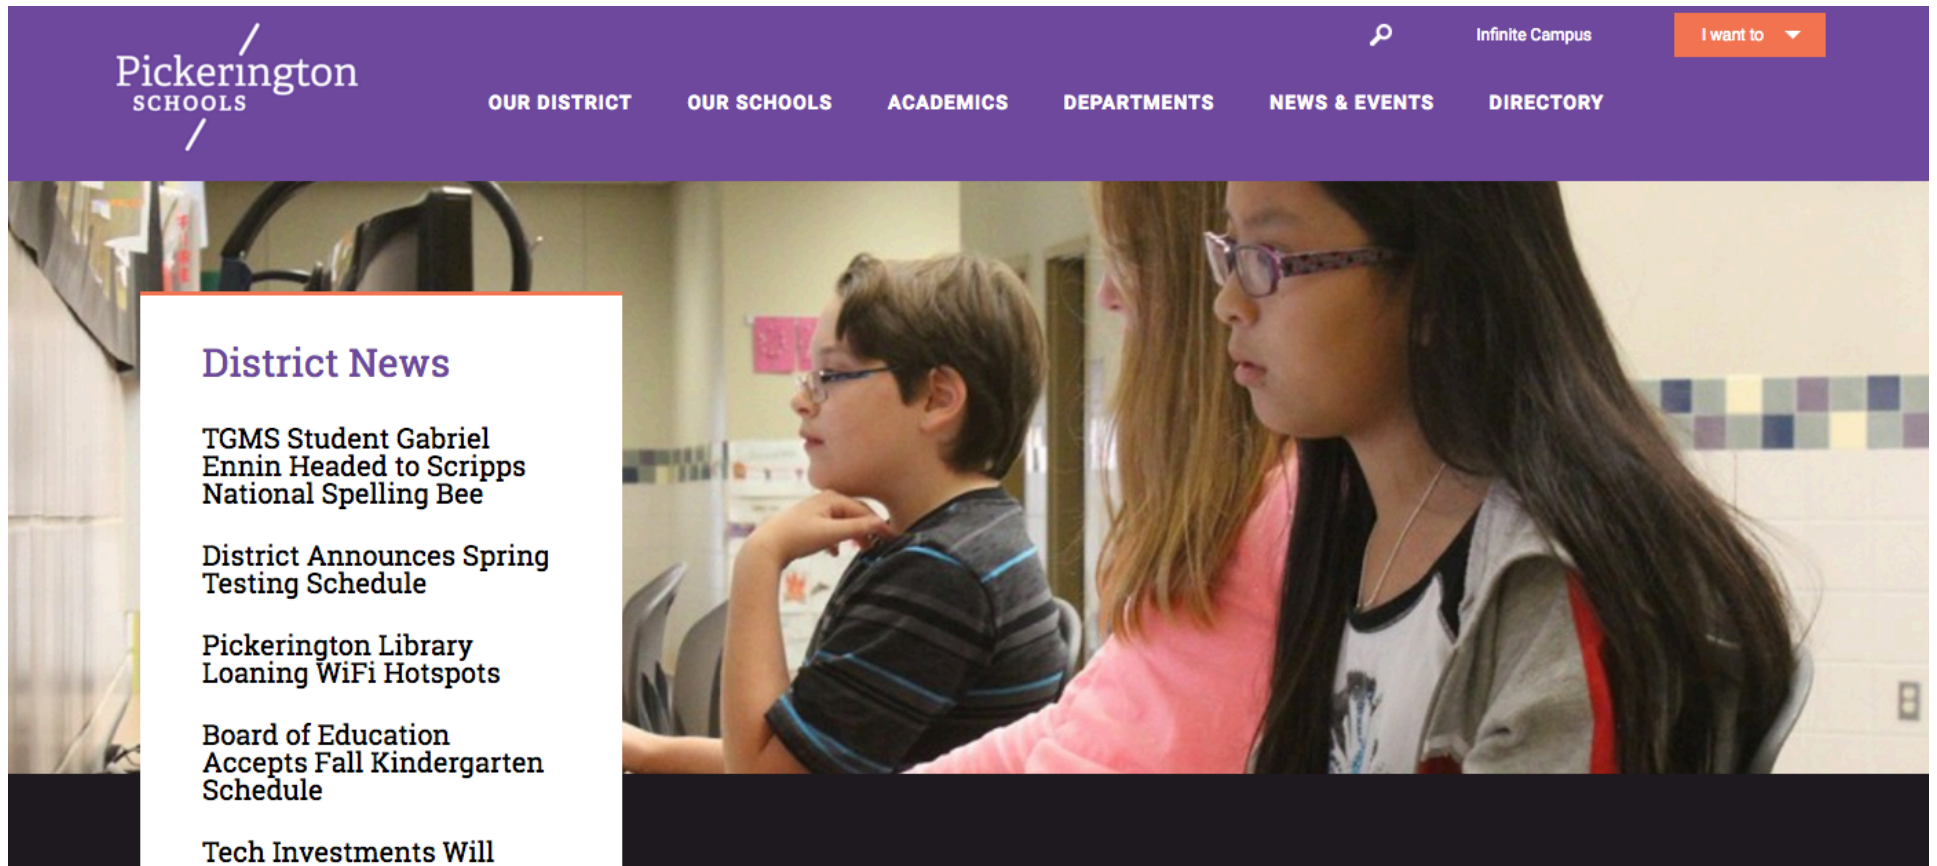 Pickerington
SCHOOLS
Infinite Campus
I want to
OUR DISTRICT
OUR SCHOOLS
ACADEMICS
DEPARTMENTS
NEWS & EVENTS
DIRECTORY
FIRE
District News
TGMS Student Gabriel
Ennin Headed to Scripps
National Spelling Bee
District Announces Spring
Testing Schedule
Pickerington Library
Loaning WiFi Hotspots
Board of Education
Accepts Fall Kindergarten
Schedule
Tech Investments Will